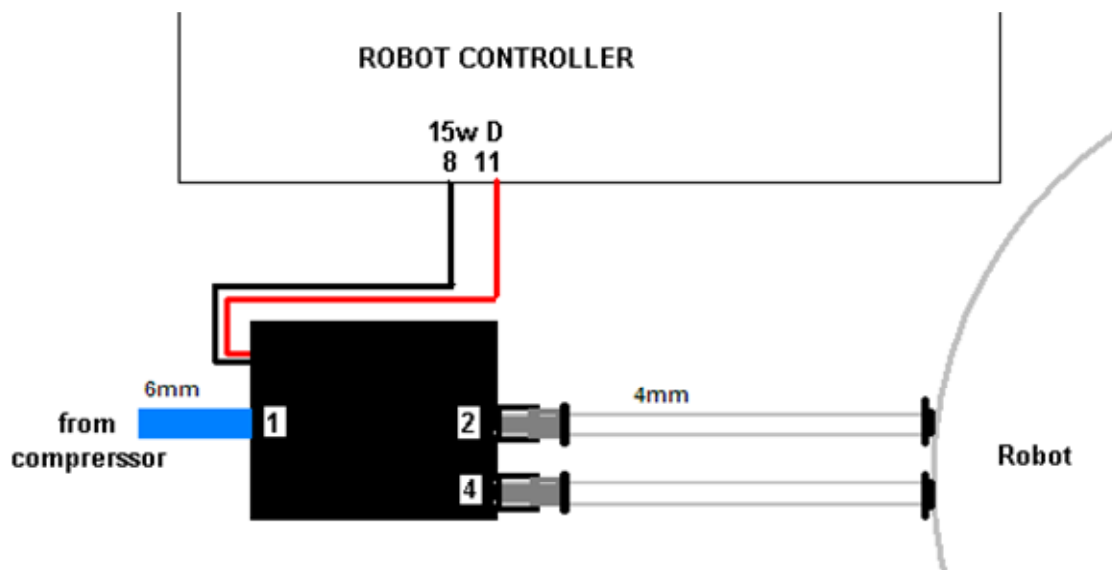 ROBOT CONTROLLER
15w D
8 11
6mm
from
comprerssor
1
2
4mm
4
Robot